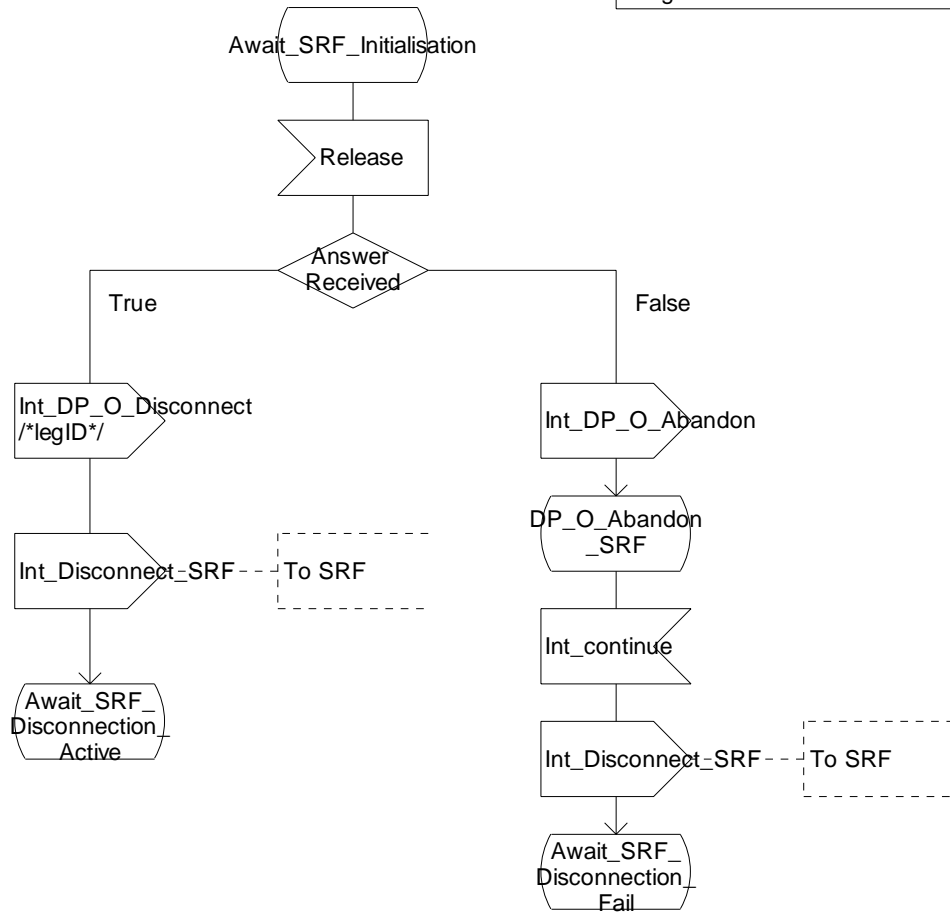 Await_SRF_Initialisation
Release
Answer
Received
True
False
Int_DP_O_Disconnect
/*legID*/
Int_DP_O_Abandon
DP_O_Abandon
_SRF
Int_Disconnect_SRF
To SRF
Int_continue
Await_SRF_
Disconnection_
Active
Int_Disconnect_SRF
To SRF
Await_SRF_
Disconnection_
Fail